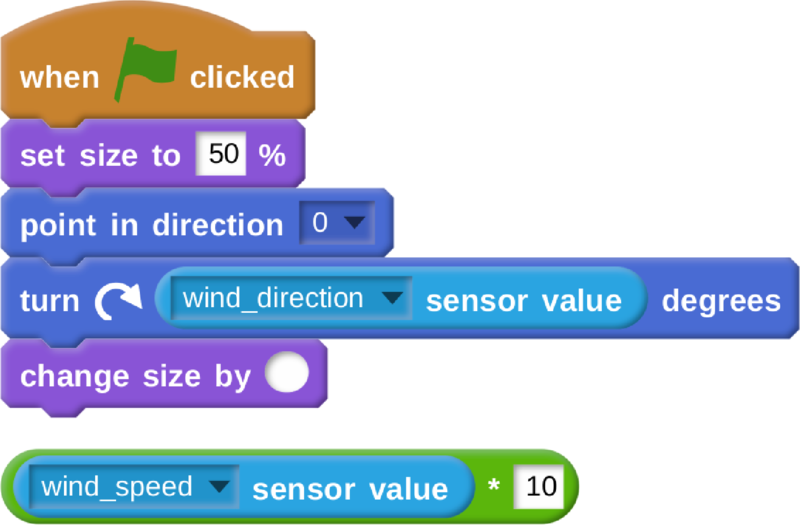 when clicked
set size to 50 %
point in direction 0
turn wind_direction sensor value degrees
change size by
wind_speed sensor value * 10